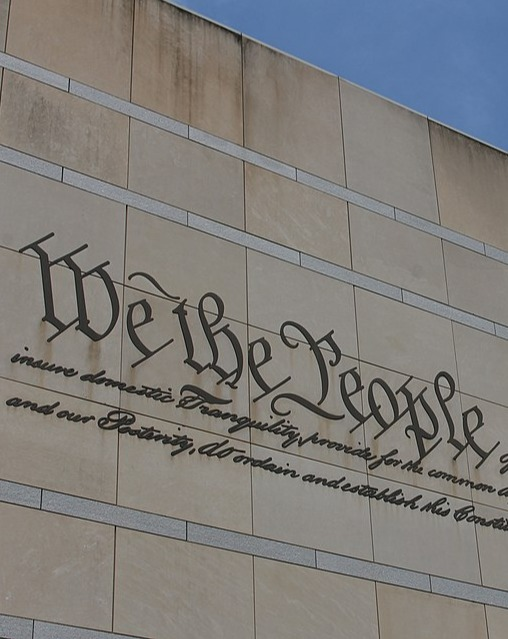 We the People
insure domestic Tranquility, provide for the common
and our Posterity, do ordain and establish this